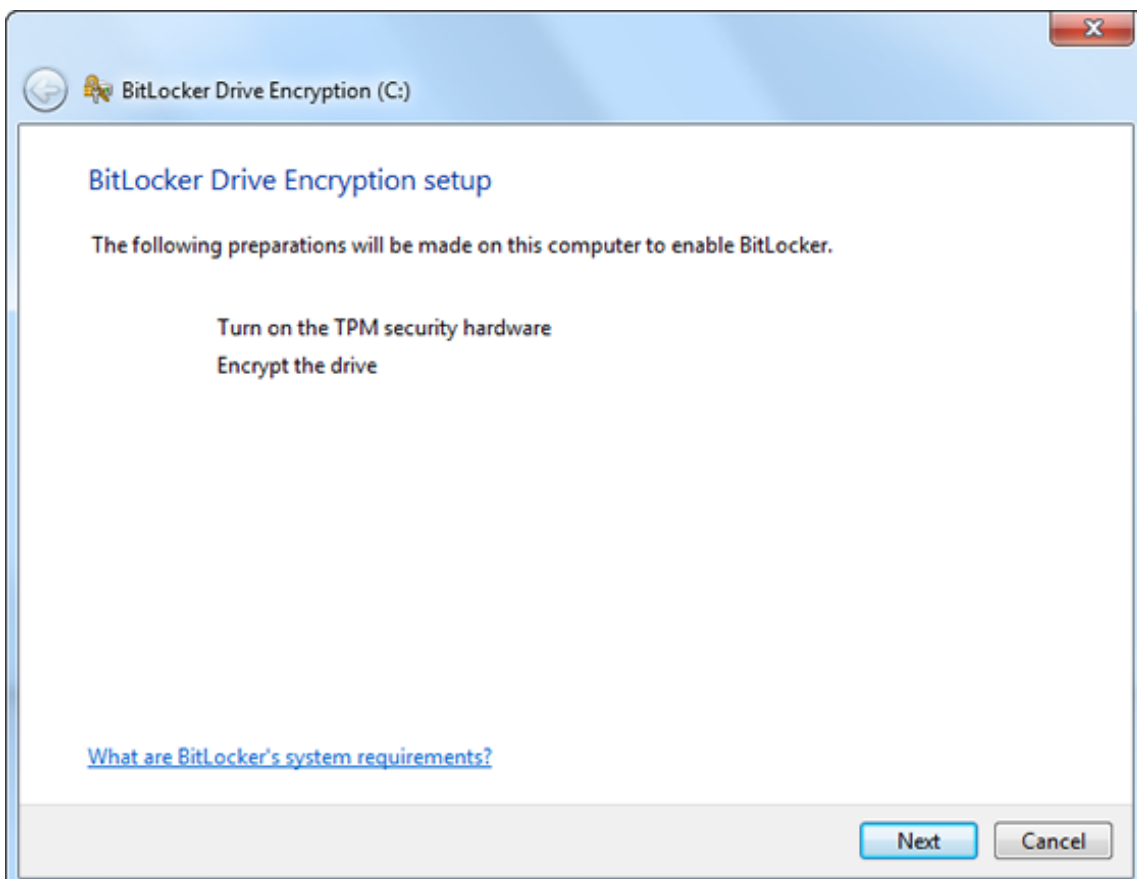 BitLocker Drive Encryption (C:)
BitLocker Drive Encryption setup
The following preparations will be made on this computer to enable BitLocker.
Turn on the TPM security hardware
Encrypt the drive
What are BitLocker's system requirements?
Next Cancel